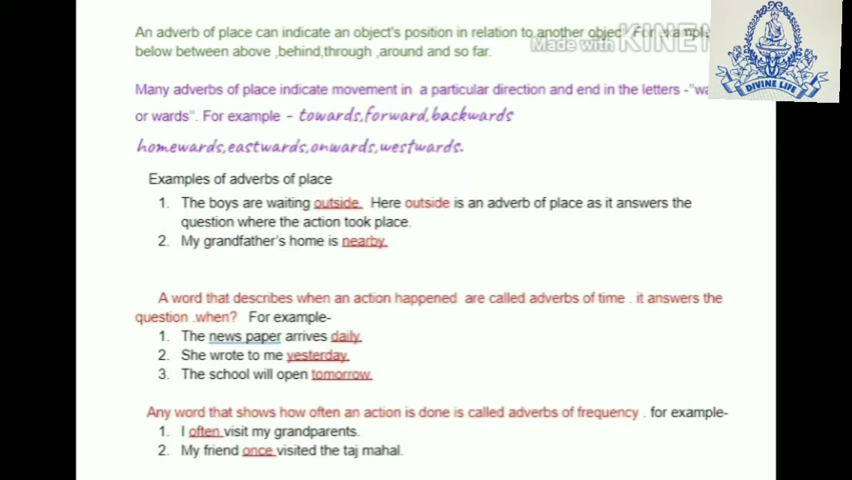 An adverb of place can indicate an object's position in relation to another object. For
below between above ,behind,through ,around and so far.
Made with KINEM
Many adverbs of place indicate movement in a particular direction and end in the letters -"wa
or wards". For example - towards,forward,backwards
homewards,eastwards,onwards,westwards.
Examples of adverbs of place
1. The boys are waiting outside. Here outside is an adverb of place as it answers the
question where the action took place.
2. My grandfather's home is nearby.
A word that describes when an action happened are called adverbs of time . it answers the
question .when? For example-
1. The news paper arrives daily.
2. She wrote to me yesterday.
3. The school will open tomorrow.
Any word that shows how often an action is done is called adverbs of frequency . for example-
1. I often visit my grandparents.
2. My friend once visited the taj mahal.
DIVINE LIFE